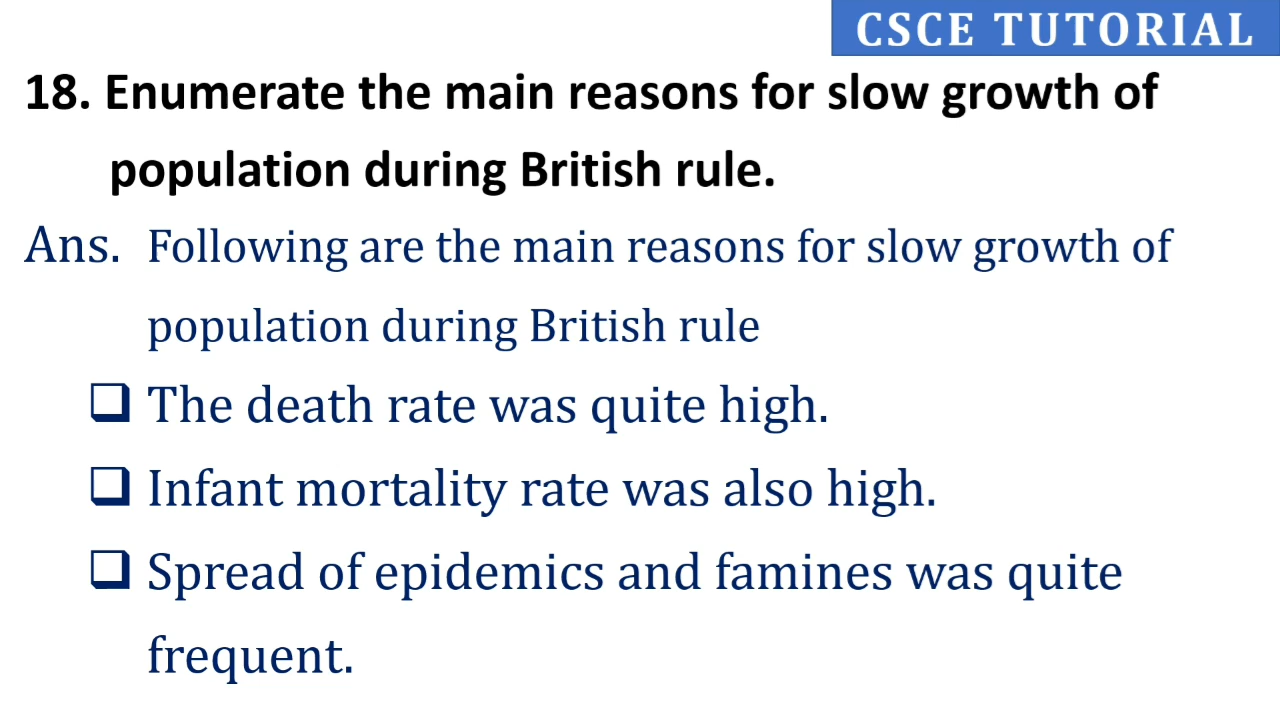 CSCE TUTORIAL
18. Enumerate the main reasons for slow growth of
population during British rule.
Ans. Following are the main reasons for slow growth of
population during British rule
❑ The death rate was quite high.
❑ Infant mortality rate was also high.
❑ Spread of epidemics and famines was quite
frequent.